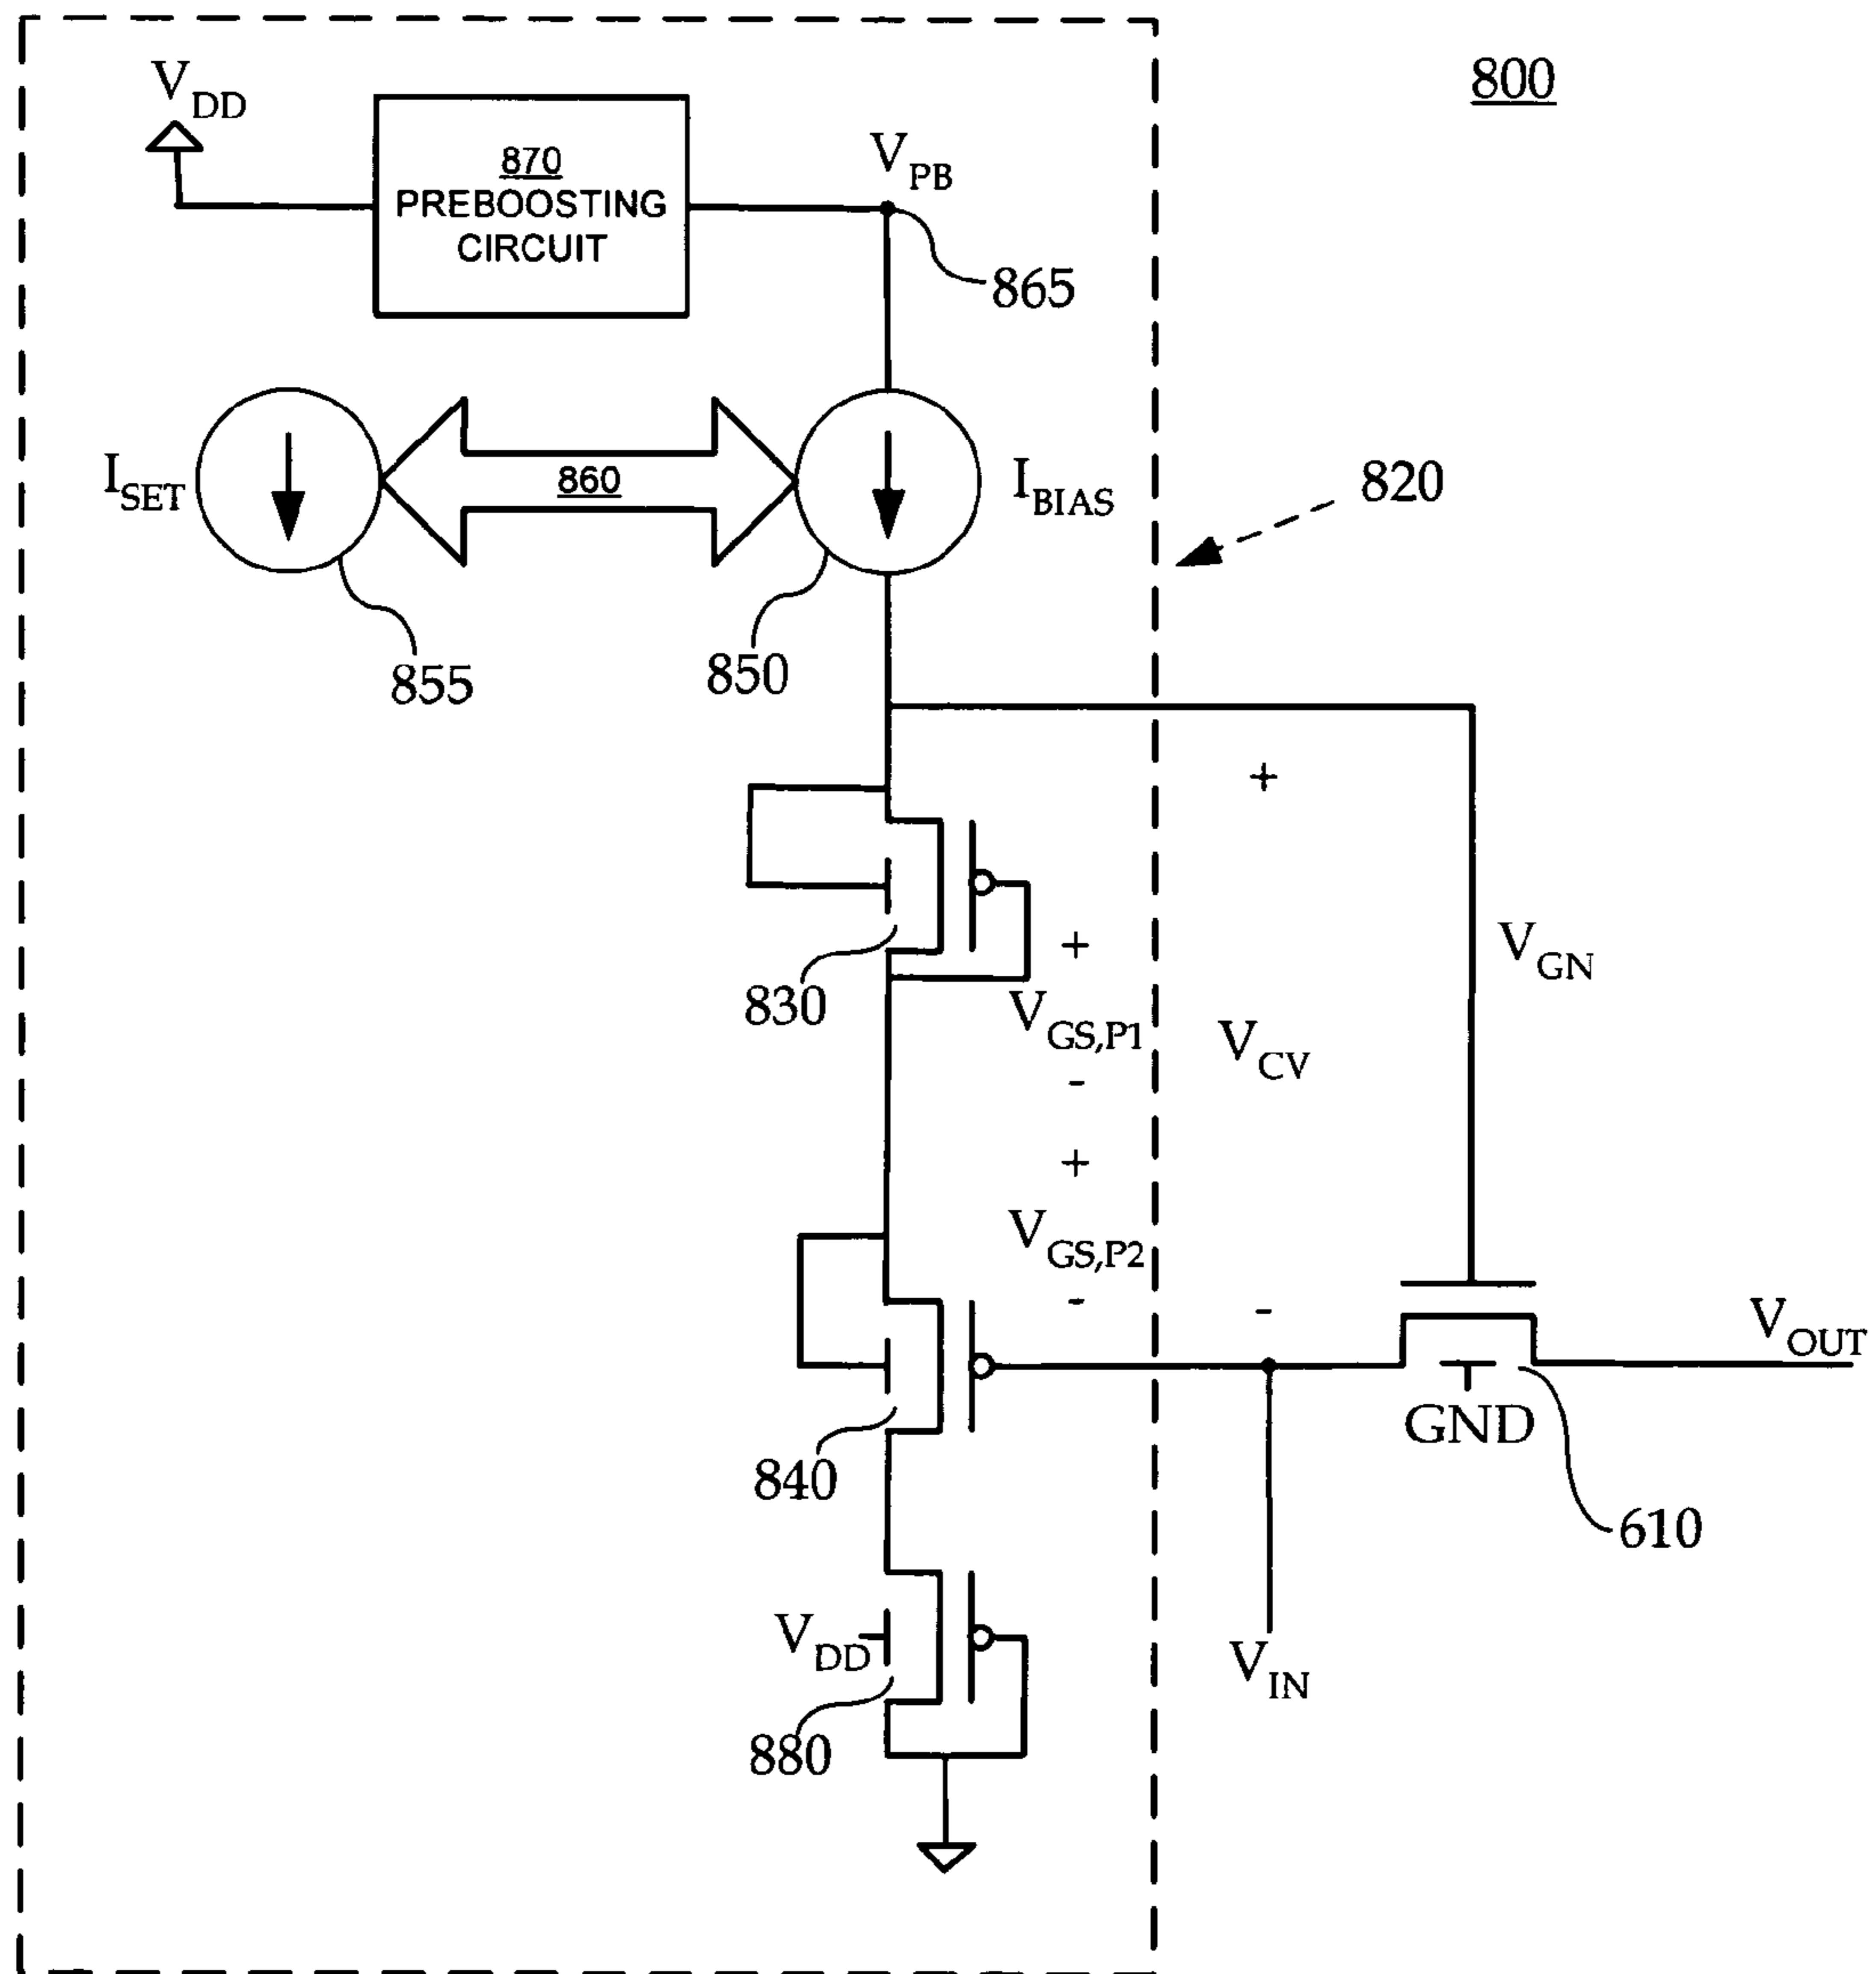 800
V_DD
870
PREBOOSTING
CIRCUIT
V_PB
865
I_SET
860
I_BIAS
820
855
850
+
V_GN
+
830
V_GS,P1
V_CV
-
+
V_GS,P2
-
-
V_OUT
GND
840
610
V_DD
V_IN
880